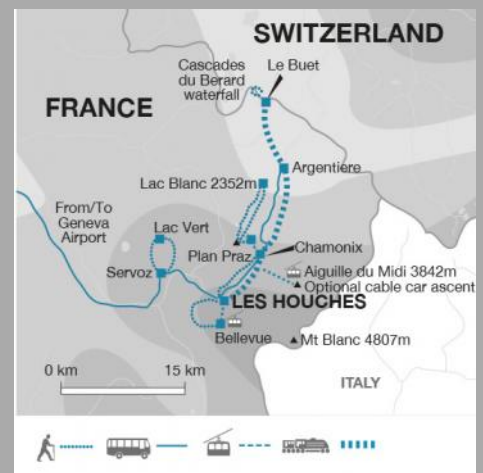 SWITZERLAND
Cascades
du Berard
waterfall
Le Buet
FRANCE
Argentière
Lac Blanc 2352m
From/To
Geneva
Airport
Lac Vert
Plan Praz
Chamonix
Servoz
Aiguille du Midi 3842m
Optional cable car ascent
LES HOUCHES
Bellevue
Mt Blanc 4807m
0 km
15 km
ITALY